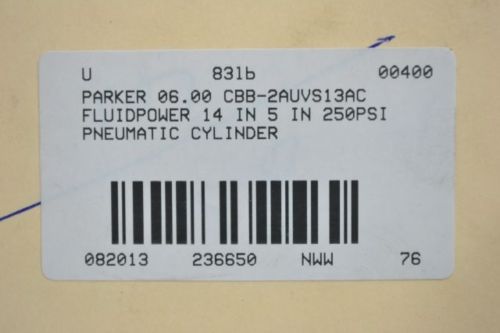 U 831b 00400
PARKER 06.00 CBB-2AUVS13AC
FLUIDPOWER 14 IN 5 IN 250PSI
PNEUMATIC CYLINDER
082013 236650 NWW 76